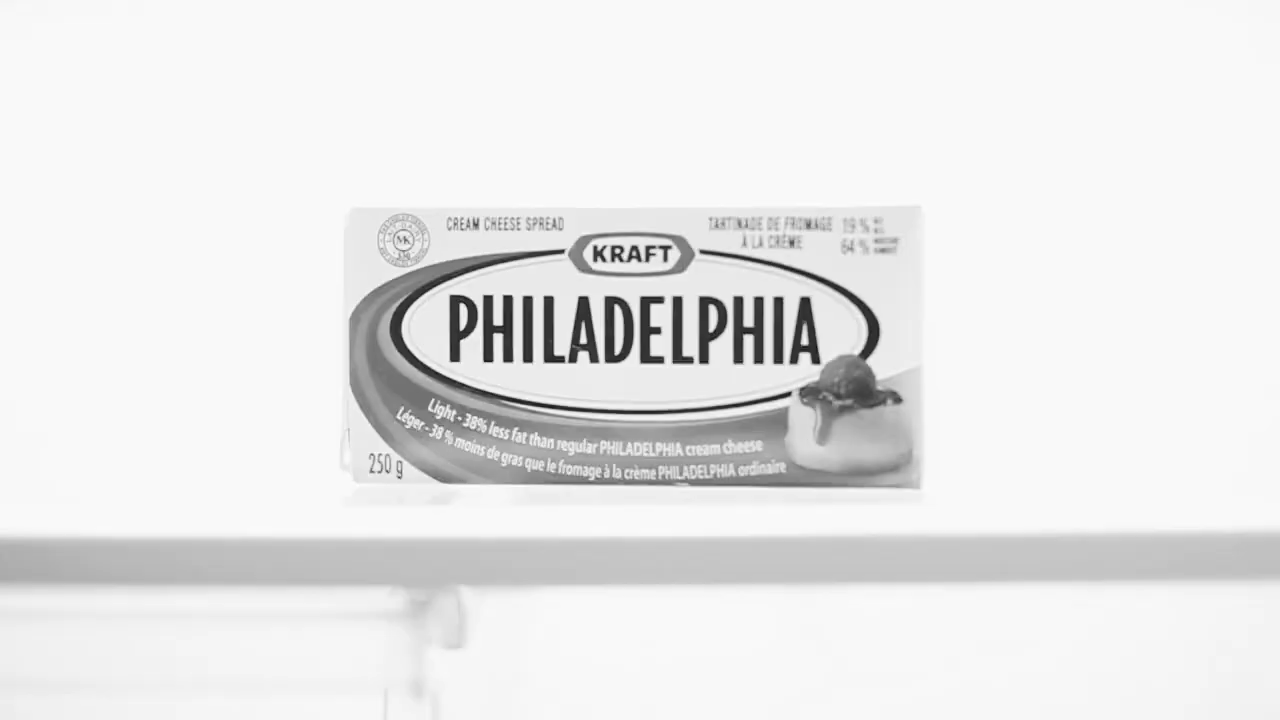 CREAM CHEESE SPREAD
TARTINADE DE FROMAGE
À LA CRÈME
19 %
64 %
MK
KRAFT
PHILADELPHIA
Light - 38% less fat than regular PHILADELPHIA cream cheese
Léger - 38 % moins de gras que le fromage à la crème PHILADELPHIA ordinaire
250 g